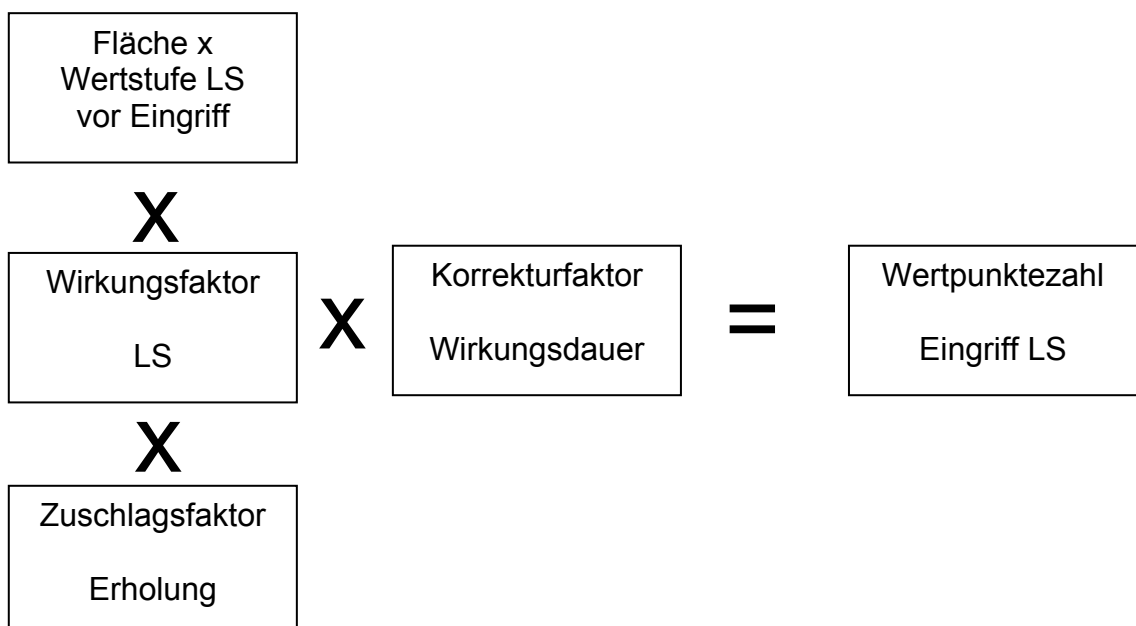 Fläche x
Wertstufe LS
vor Eingriff
x
Wirkungsfaktor
LS
x
Korrekturfaktor
Wirkungsdauer
=
Wertpunktezahl
Eingriff LS
x
Zuschlagsfaktor
Erholung